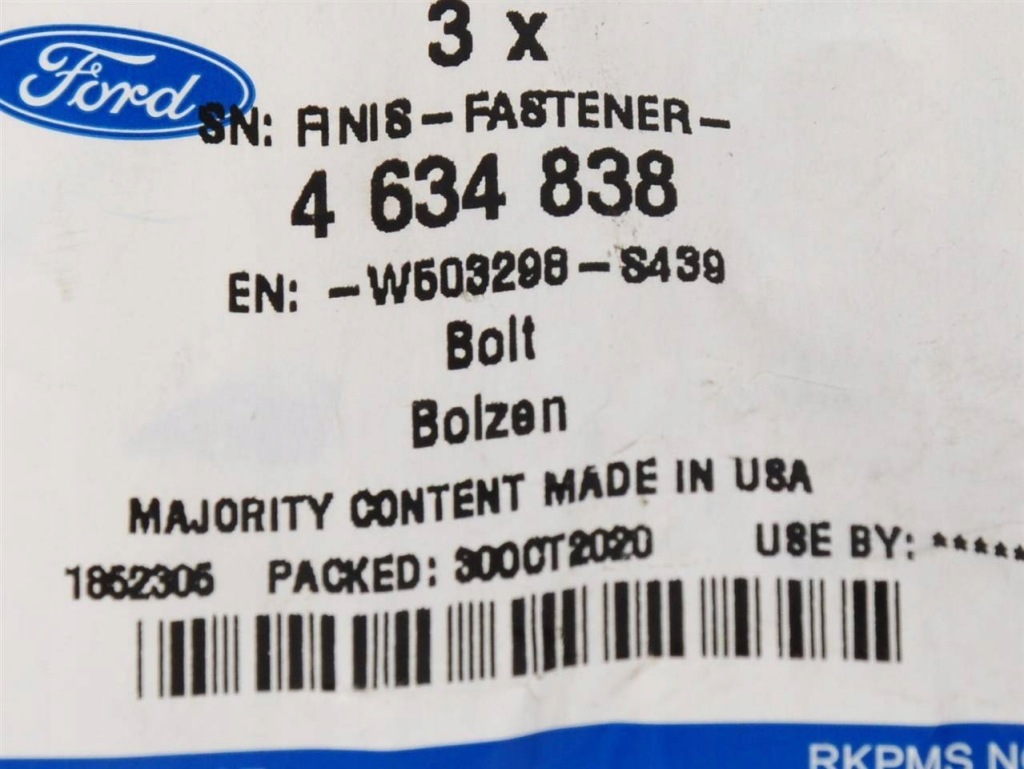 3 x
Ford
SN: FINIS-FASTENER-
4 634 838
EN: -W503298-S439
Bolt
Bolzen
MAJORITY CONTENT MADE IN USA
1852305 PACKED: 30OCT2020 USE BY: *****
RKPMS